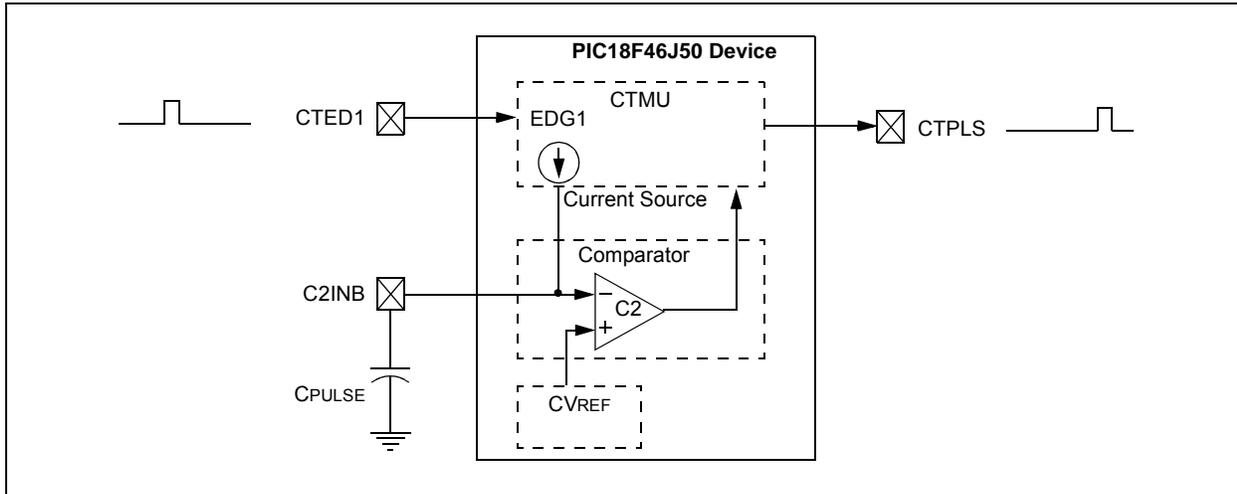 PIC18F46J50 Device
CTMU
CTED1
EDG1
CTPLS
Current Source
Comparator
C2INB
−
C2
+
CPULSE
CVREF